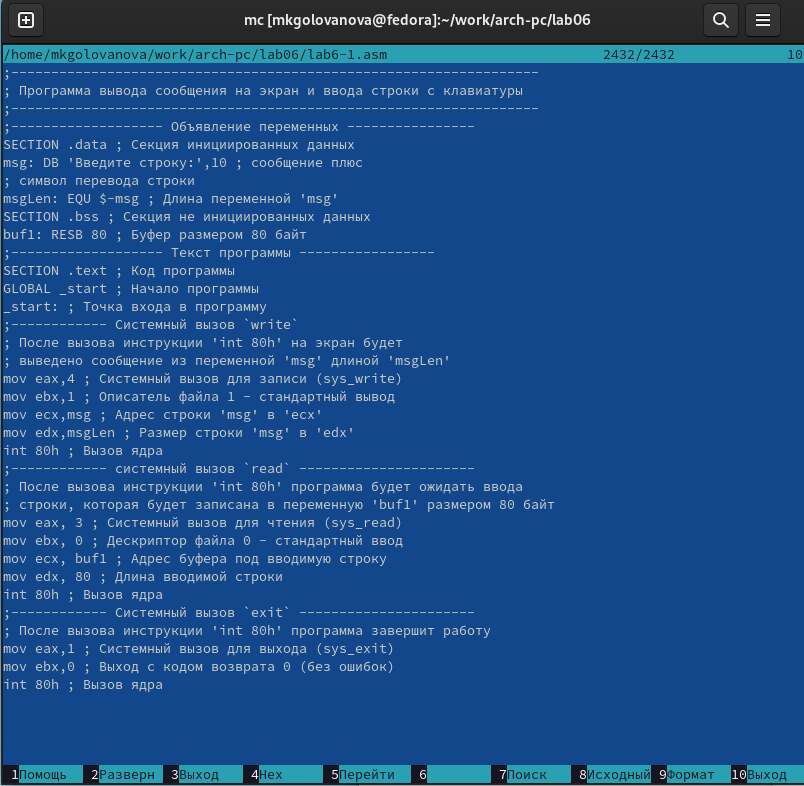 mc [mkgolovanova@fedora]:~/work/arch-pc/lab06
/home/mkgolovanova/work/arch-pc/lab06/lab6-1.asm 2432/2432 10
;------------------------------------------------------------------
; Программа вывода сообщения на экран и ввода строки с клавиатуры
;------------------------------------------------------------------
;------------------- Объявление переменных ----------------
SECTION .data ; Секция инициированных данных
msg: DB 'Введите строку:',10 ; сообщение плюс
; символ перевода строки
msgLen: EQU $-msg ; Длина переменной 'msg'
SECTION .bss ; Секция не инициированных данных
buf1: RESB 80 ; Буфер размером 80 байт
;------------------- Текст программы -----------------
SECTION .text ; Код программы
GLOBAL _start ; Начало программы
_start: ; Точка входа в программу
;------------ Системный вызов `write`
; После вызова инструкции 'int 80h' на экран будет
; выведено сообщение из переменной 'msg' длиной 'msgLen'
mov eax,4 ; Системный вызов для записи (sys_write)
mov ebx,1 ; Описатель файла 1 - стандартный вывод
mov ecx,msg ; Адрес строки 'msg' в 'ecx'
mov edx,msgLen ; Размер строки 'msg' в 'edx'
int 80h ; Вызов ядра
;------------ системный вызов `read` ----------------------
; После вызова инструкции 'int 80h' программа будет ожидать ввода
; строки, которая будет записана в переменную 'buf1' размером 80 байт
mov eax, 3 ; Системный вызов для чтения (sys_read)
mov ebx, 0 ; Дескриптор файла 0 - стандартный ввод
mov ecx, buf1 ; Адрес буфера под вводимую строку
mov edx, 80 ; Длина вводимой строки
int 80h ; Вызов ядра
;------------ Системный вызов `exit` ----------------------
; После вызова инструкции 'int 80h' программа завершит работу
mov eax,1 ; Системный вызов для выхода (sys_exit)
mov ebx,0 ; Выход с кодом возврата 0 (без ошибок)
int 80h ; Вызов ядра
1Помощь 2Разверн 3Выход 4Hex 5Перейти 6 7Поиск 8Исходный 9Формат 10Выход